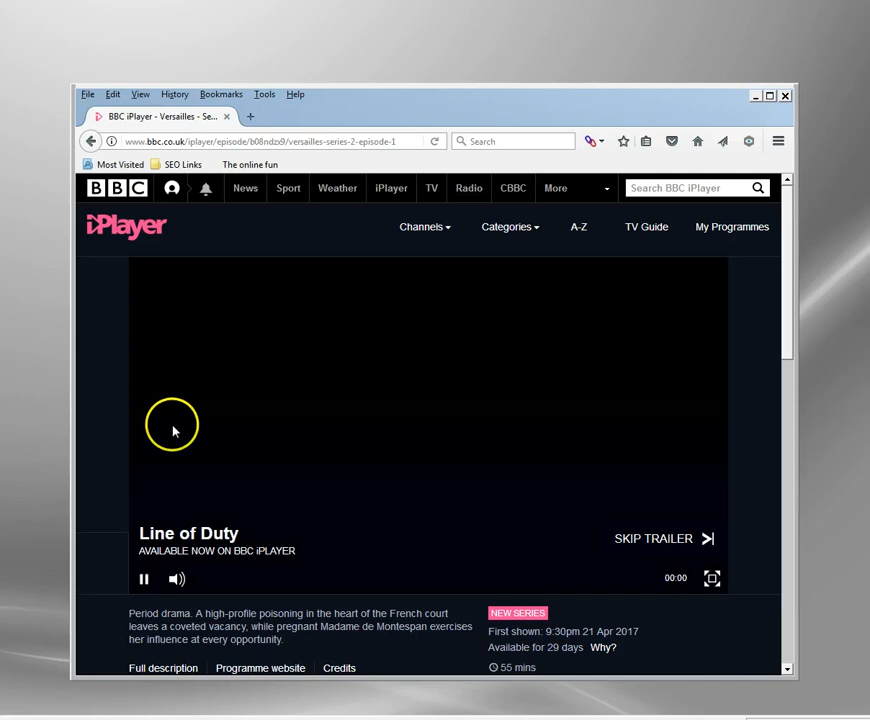 File Edit View History Bookmarks Tools Help
BBC iPlayer - Versailles - Se...
www.bbc.co.uk/iplayer/episode/b08ndzx9/versailles-series-2-episode-1 Search
Most Visited SEO Links The online fun
BBC News Sport Weather iPlayer TV Radio CBBC More Search BBC iPlayer
iPlayer Channels Categories A-Z TV Guide My Programmes
Line of Duty
AVAILABLE NOW ON BBC iPLAYER
SKIP TRAILER
00:00
Period drama. A high-profile poisoning in the heart of the French court
leaves a coveted vacancy, while pregnant Madame de Montespan exercises
her influence at every opportunity.
Full description Programme website Credits
NEW SERIES
First shown: 9:30pm 21 Apr 2017
Available for 29 days Why?
55 mins